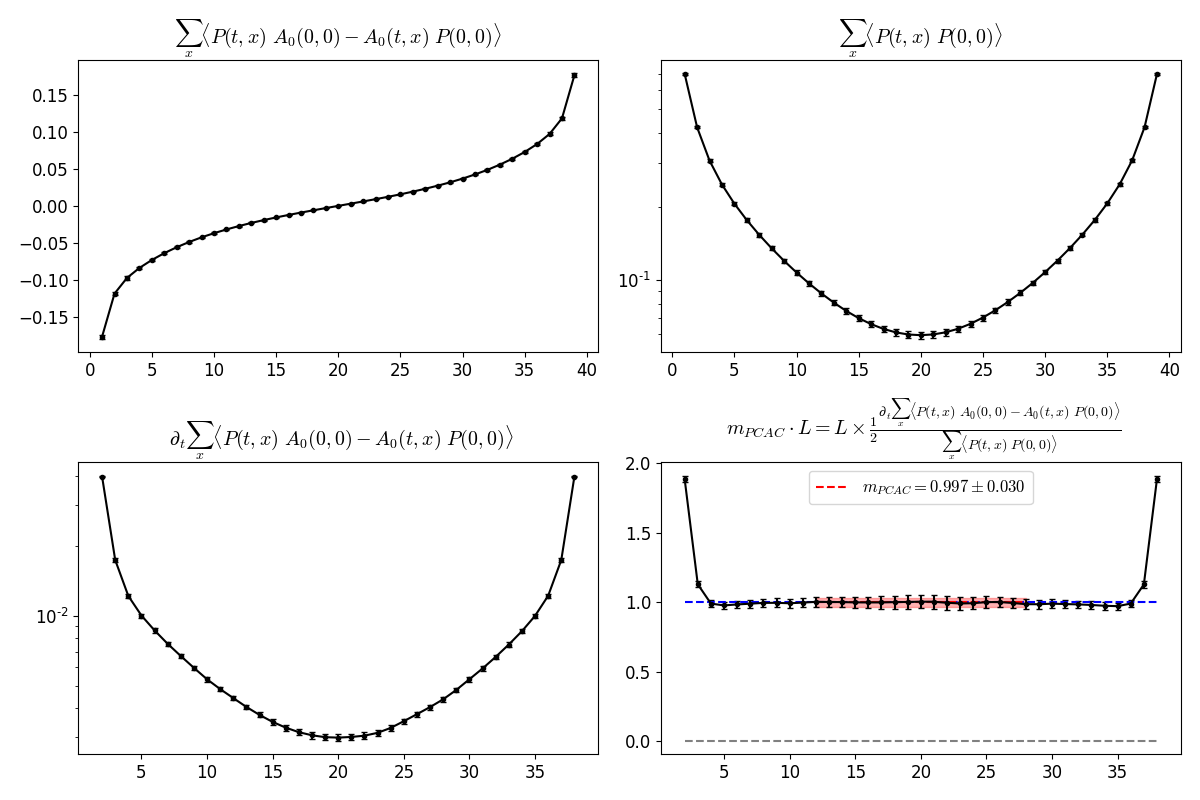 ∑ₓ⟨P(t, x) A₀(0, 0) − A₀(t, x) P(0, 0)⟩
0.15
0.10
0.05
0.00
−0.05
−0.10
−0.15
0 5 10 15 20 25 30 35 40
∑ₓ⟨P(t, x) P(0, 0)⟩
10⁻¹
0 5 10 15 20 25 30 35 40
∂ₜ∑ₓ⟨P(t, x) A₀(0, 0) − A₀(t, x) P(0, 0)⟩
10⁻²
5 10 15 20 25 30 35
m_PCAC · L = L × 1/2 ∂ₜ∑ₓ⟨P(t, x) A₀(0, 0) − A₀(t, x) P(0, 0)⟩ / ∑ₓ⟨P(t, x) P(0, 0)⟩
2.0
1.5
1.0
0.5
0.0
m_PCAC = 0.997 ± 0.030
5 10 15 20 25 30 35